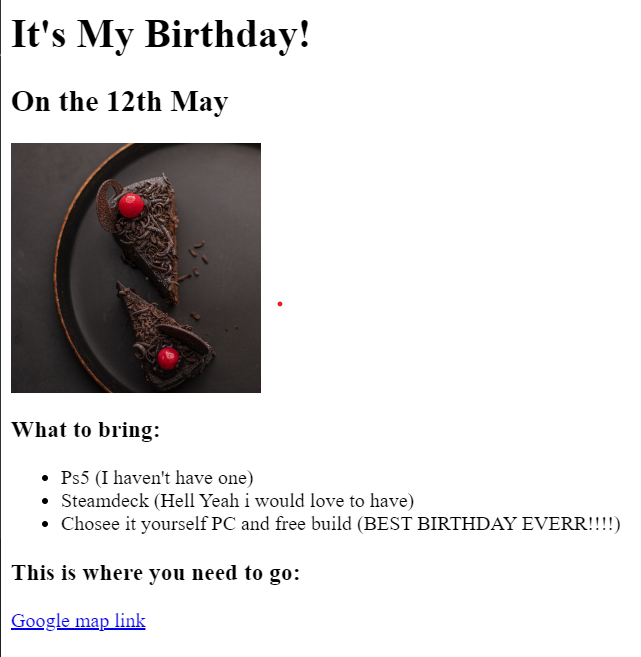 It's My Birthday!
On the 12th May
What to bring:
Ps5 (I haven't have one)
Steamdeck (Hell Yeah i would love to have)
Chosee it yourself PC and free build (BEST BIRTHDAY EVERR!!!!)
This is where you need to go:
Google map link